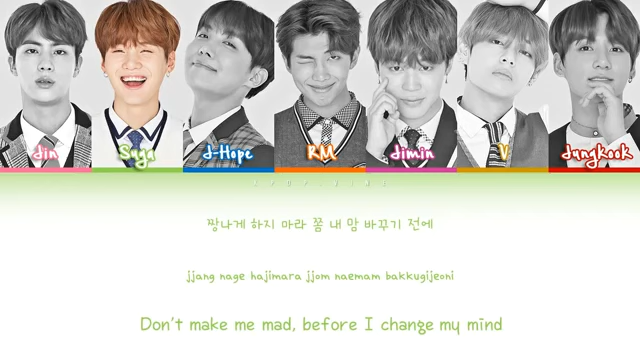 Jin Suga J-Hope RM Jimin V Jungkook
짱나게 하지 마라 쫌 내 맘 바꾸기 전에
jjang nage hajimara jjom naemam bakkugijeoni
Don't make me mad, before I change my mind